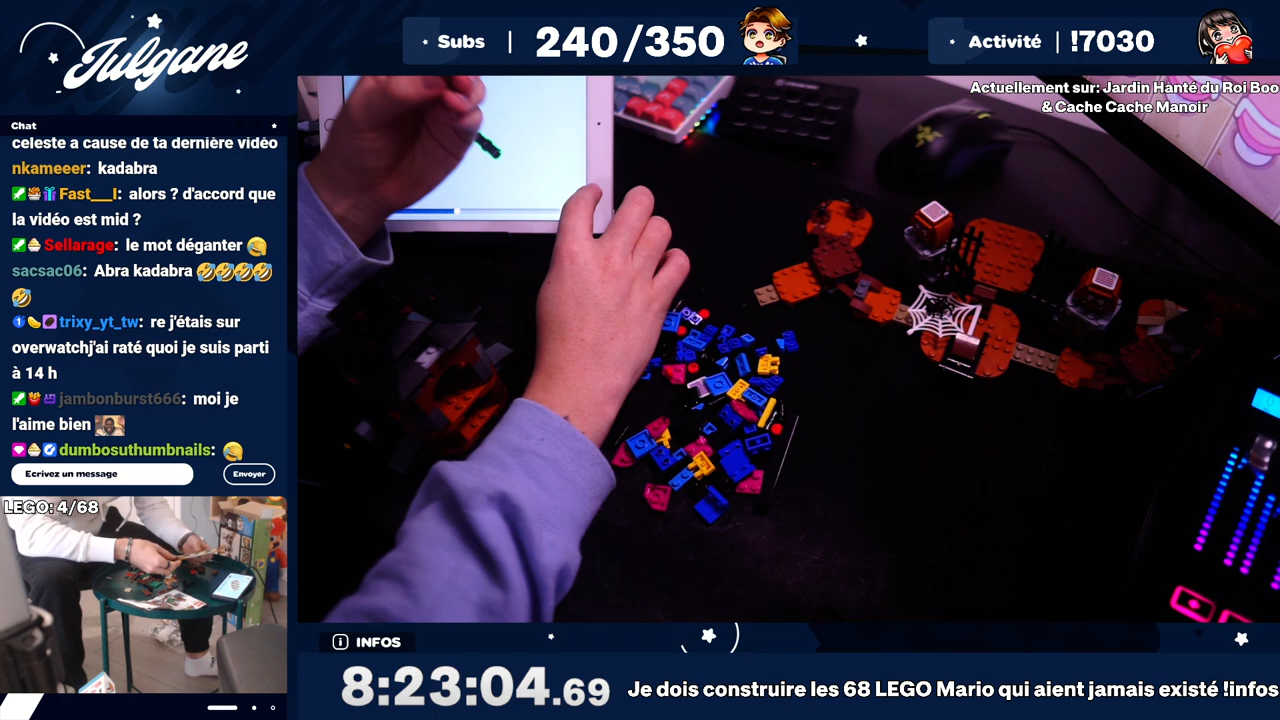 Julgane
Subs | 240/350
Activité | !7030
Actuellement sur: Jardin Hanté du Roi Boo
& Cache Cache Manoir
Chat
celeste a cause de ta dernière vidéo
nkameeer: kadabra
Fast___I: alors ? d'accord que
la vidéo est mid ?
Sellarage: le mot déganter
sacsac06: Abra kadabra
trixy_yt_tw: re j'étais sur
overwatchj'ai raté quoi je suis parti
à 14 h
jambonburst666: moi je
l'aime bien
dumbosuthumbnails:
Ecrivez un message
Envoyer
LEGO: 4/68
INFOS
8:23:04.69
Je dois construire les 68 LEGO Mario qui aient jamais existé !infos